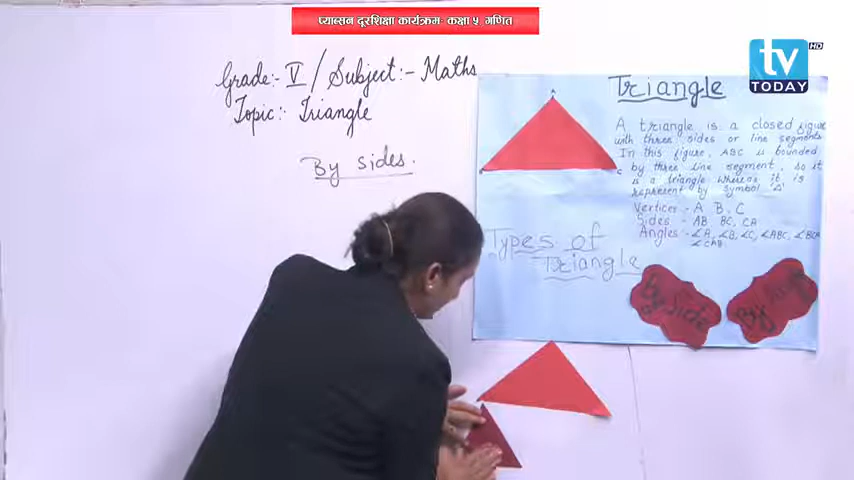 प्याब्सन दूरशिक्षा कार्यक्रमः कक्षा ५ गणित
tv HD
TODAY
Grade:- V / Subject:- Maths
Topic:- Triangle
By sides.
Triangle
A
B
C
A triangle is a closed figure
with three sides or line segments
In this figure, ABC is bounded
by three line segment, so it
is a triangle whereas it is
represent by symbol 'Δ'
Vertices - A B, C
Sides - AB BC, CA
Angles - ∠A, ∠B, ∠C, ∠ABC, ∠BCA
∠CAB
Types of
Triangle
by Side
By Angle